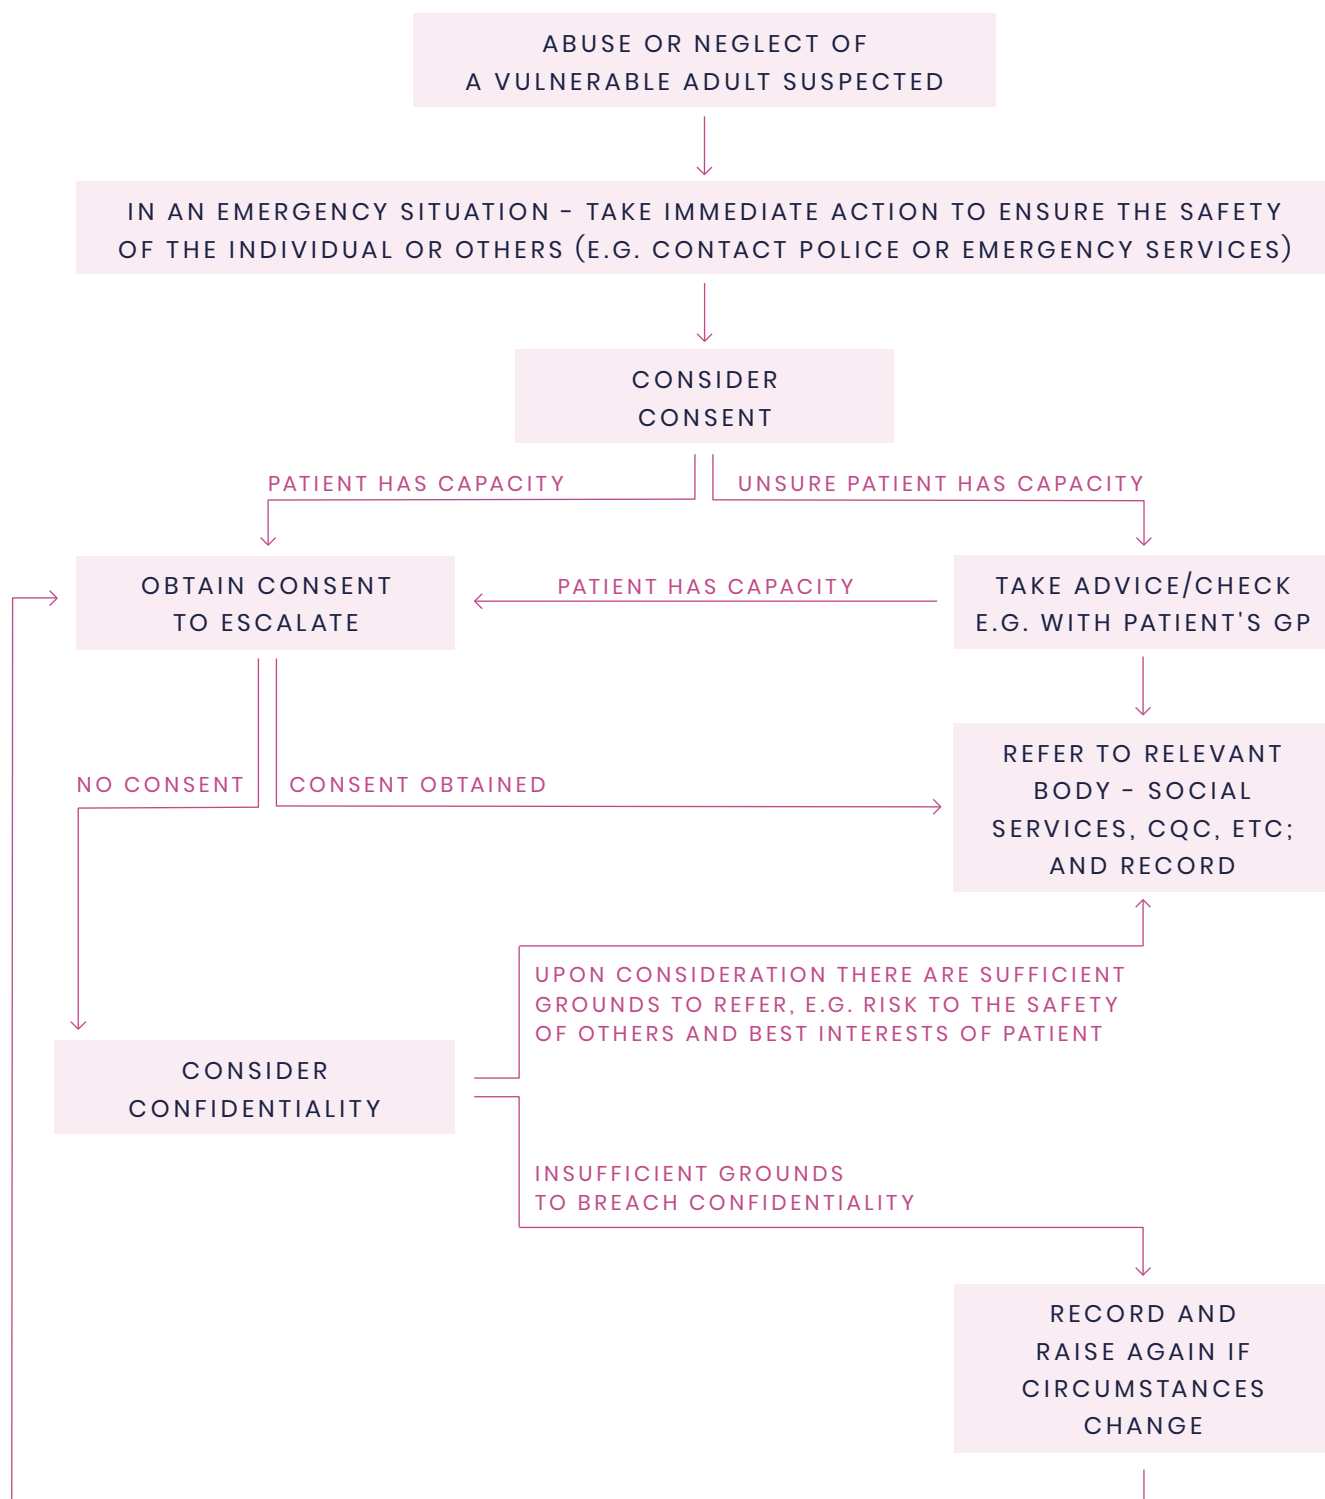 ABUSE OR NEGLECT OF
A VULNERABLE ADULT SUSPECTED
IN AN EMERGENCY SITUATION - TAKE IMMEDIATE ACTION TO ENSURE THE SAFETY
OF THE INDIVIDUAL OR OTHERS (E.G. CONTACT POLICE OR EMERGENCY SERVICES)
CONSIDER
CONSENT
PATIENT HAS CAPACITY
UNSURE PATIENT HAS CAPACITY
OBTAIN CONSENT
TO ESCALATE
PATIENT HAS CAPACITY
TAKE ADVICE/CHECK
E.G. WITH PATIENT'S GP
NO CONSENT
CONSENT OBTAINED
REFER TO RELEVANT
BODY - SOCIAL
SERVICES, CQC, ETC;
AND RECORD
UPON CONSIDERATION THERE ARE SUFFICIENT
GROUNDS TO REFER, E.G. RISK TO THE SAFETY
OF OTHERS AND BEST INTERESTS OF PATIENT
CONSIDER
CONFIDENTIALITY
INSUFFICIENT GROUNDS
TO BREACH CONFIDENTIALITY
RECORD AND
RAISE AGAIN IF
CIRCUMSTANCES
CHANGE